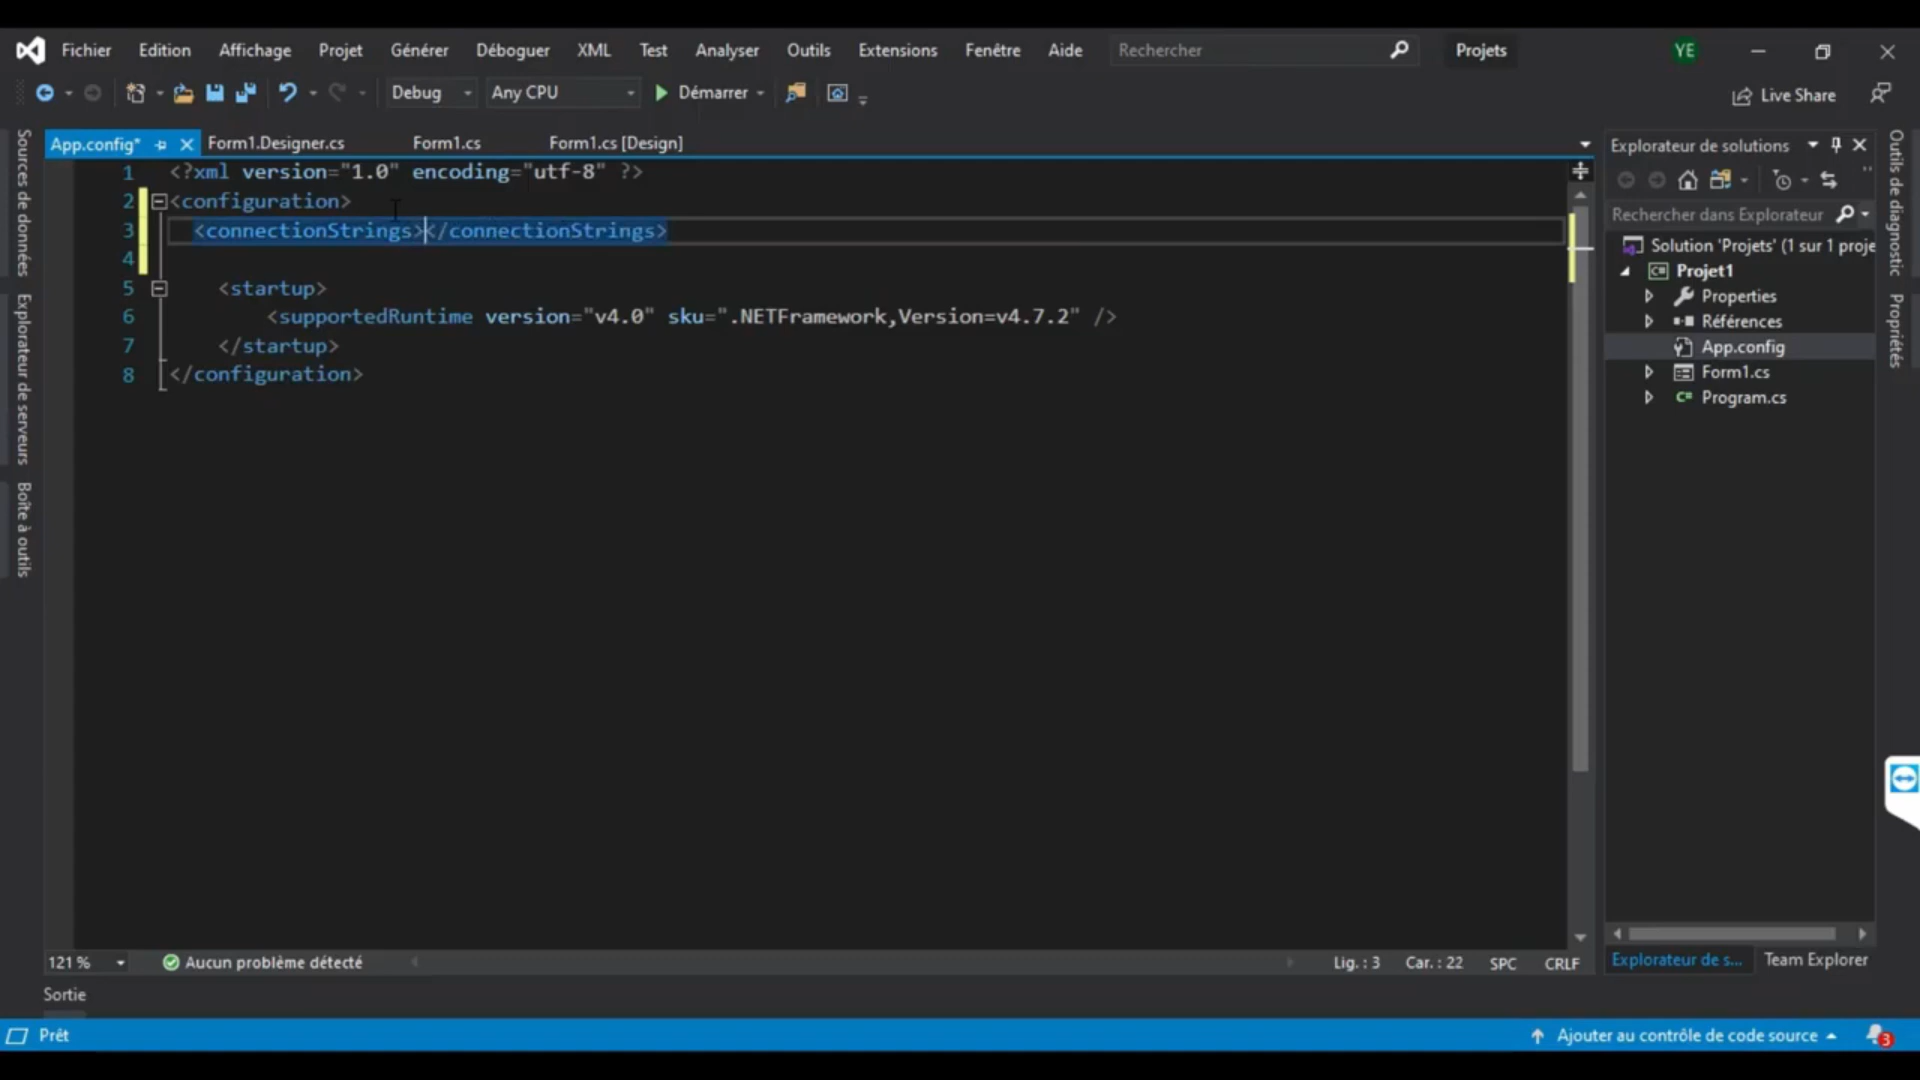 Fichier Edition Affichage Projet Générer Déboguer XML Test Analyser Outils Extensions Fenêtre Aide Rechercher Projets YE
Debug Any CPU Démarrer Live Share
App.config* Form1.Designer.cs Form1.cs Form1.cs [Design]
1 <?xml version="1.0" encoding="utf-8" ?>
2 <configuration>
3 <connectionStrings></connectionStrings>
4
5 <startup>
6 <supportedRuntime version="v4.0" sku=".NETFramework,Version=v4.7.2" />
7 </startup>
8 </configuration>
Sources de données
Explorateur de serveurs
Boîte à outils
Explorateur de solutions
Rechercher dans Explorateur
Solution 'Projets' (1 sur 1 proje
Projet1
Properties
Références
App.config
Form1.cs
Program.cs
Outils de diagnostic
Propriétés
121 % Aucun problème détecté Lig. : 3 Car. : 22 SPC CRLF
Explorateur de s... Team Explorer
Sortie
Prêt Ajouter au contrôle de code source 3